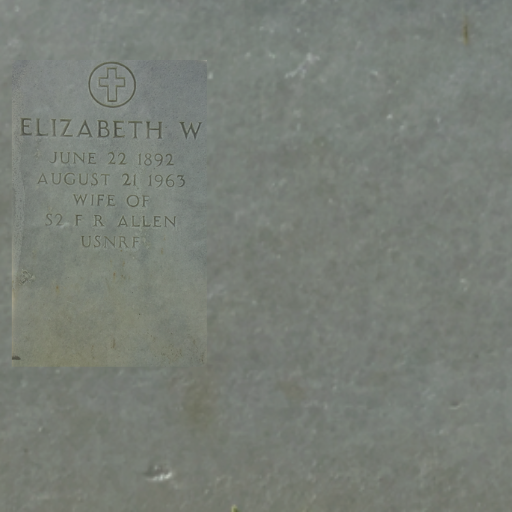 ELIZABETH W
JUNE 22 1892
AUGUST 21 1963
WIFE OF
S2 F R ALLEN
USNRF